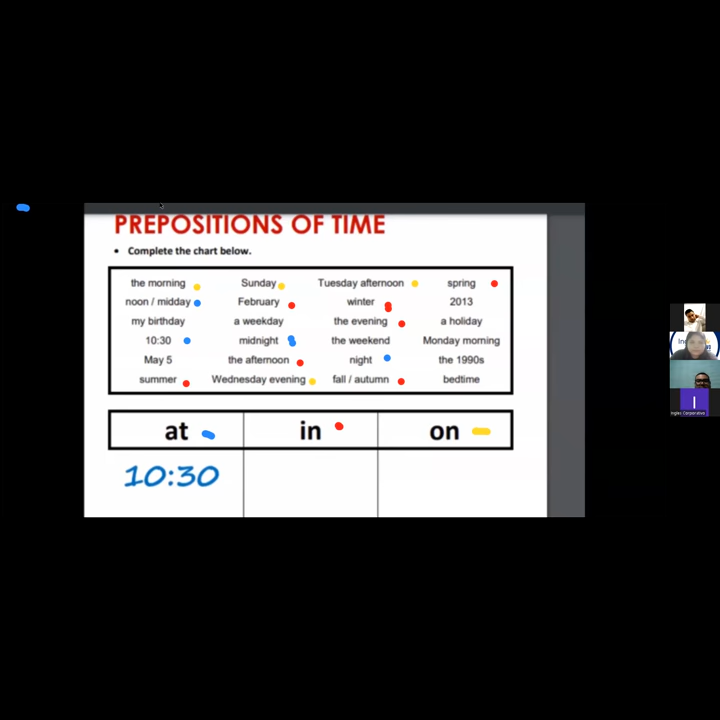 PREPOSITIONS OF TIME
• Complete the chart below.
the morning Sunday Tuesday afternoon spring
noon / midday February winter 2013
my birthday a weekday the evening a holiday
10:30 midnight the weekend Monday morning
May 5 the afternoon night the 1990s
summer Wednesday evening fall / autumn bedtime
at in on
10:30
I